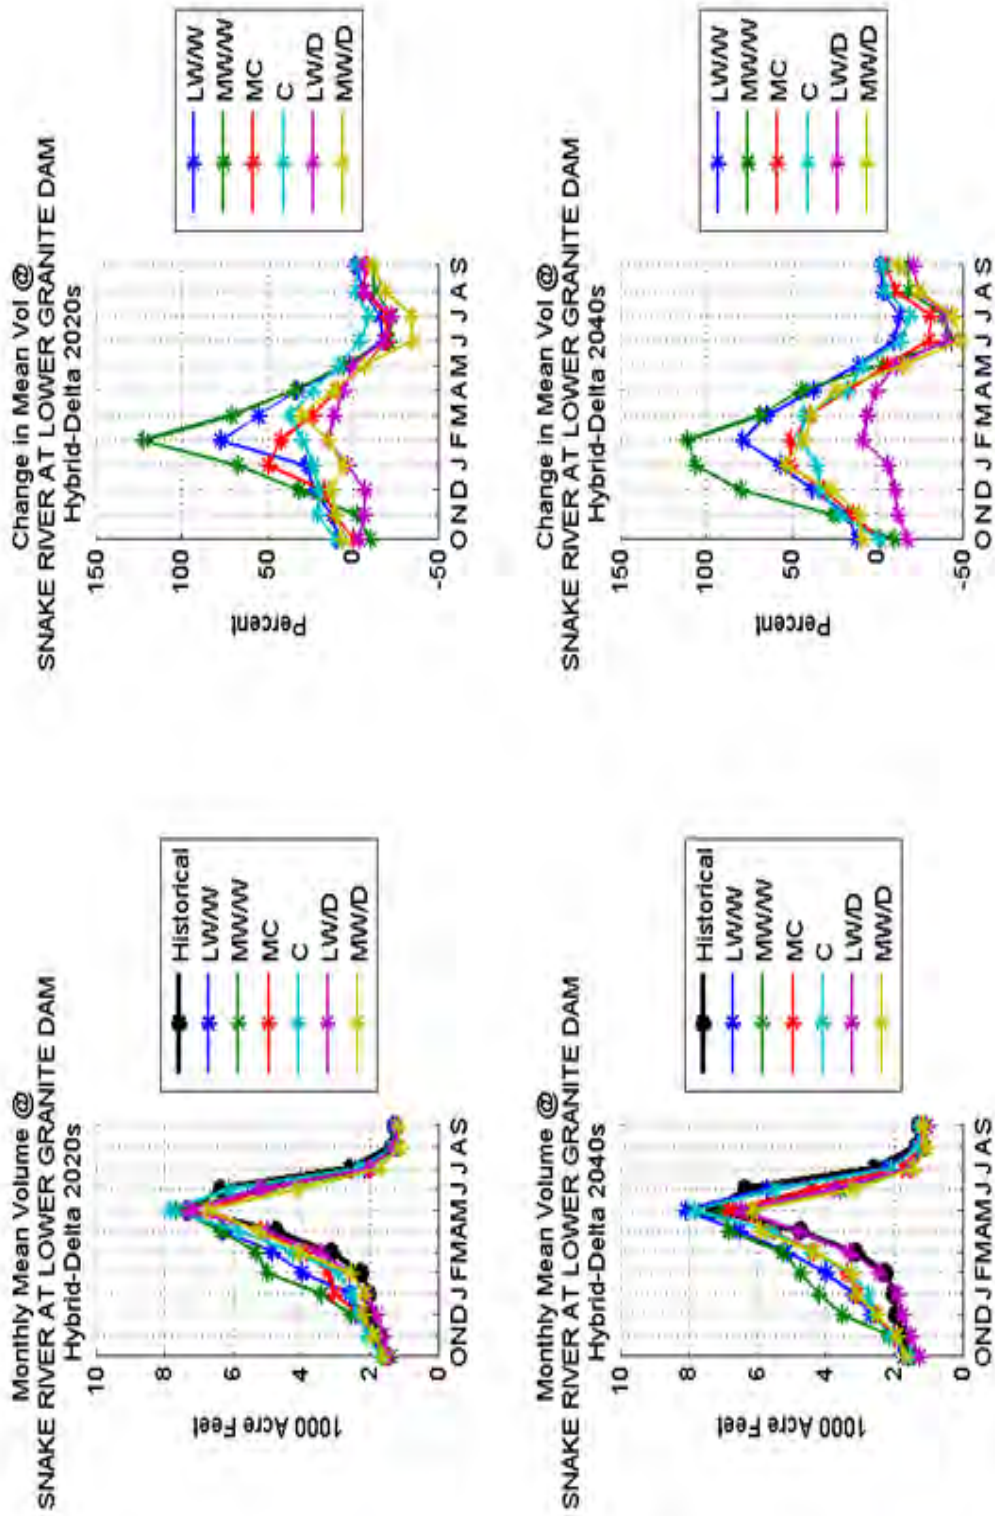 Monthly Mean Volume @
SNAKE RIVER AT LOWER GRANITE DAM
Hybrid-Delta 2020s
10
8
6
4
2
0
1000 Acre Feet
O N D J F M A M J J A S
Historical
LW/W
MW/W
MC
C
LW/D
MW/D
Change in Mean Vol @
SNAKE RIVER AT LOWER GRANITE DAM
Hybrid-Delta 2020s
150
100
50
0
-50
Percent
O N D J F M A M J J A S
LW/W
MW/W
MC
C
LW/D
MW/D
Monthly Mean Volume @
SNAKE RIVER AT LOWER GRANITE DAM
Hybrid-Delta 2040s
10
8
6
4
2
0
1000 Acre Feet
O N D J F M A M J J A S
Historical
LW/W
MW/W
MC
C
LW/D
MW/D
Change in Mean Vol @
SNAKE RIVER AT LOWER GRANITE DAM
Hybrid-Delta 2040s
150
100
50
0
-50
Percent
O N D J F M A M J J A S
LW/W
MW/W
MC
C
LW/D
MW/D